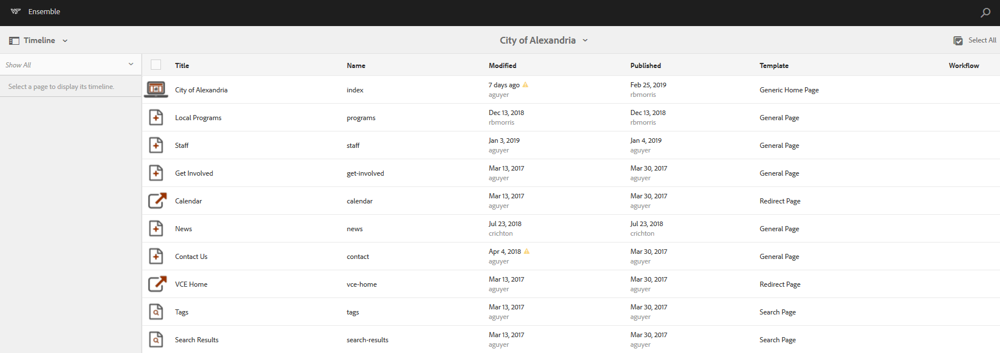 VT Ensemble
Timeline
City of Alexandria
Select All
Show All
Select a page to display its timeline.
Title Name Modified Published Template Workflow
City of Alexandria index 7 days ago Feb 25, 2019 Generic Home Page
aguyer rbmorris
Local Programs programs Dec 13, 2018 Dec 13, 2018 General Page
rbmorris rbmorris
Staff staff Jan 3, 2019 Jan 4, 2019 General Page
aguyer aguyer
Get Involved get-involved Mar 13, 2017 Mar 30, 2017 General Page
aguyer aguyer
Calendar calendar Mar 13, 2017 Mar 30, 2017 Redirect Page
aguyer aguyer
News news Jul 23, 2018 Jul 23, 2018 General Page
crichton crichton
Contact Us contact Apr 4, 2018 Mar 30, 2017 General Page
aguyer aguyer
VCE Home vce-home Mar 13, 2017 Mar 30, 2017 Redirect Page
aguyer aguyer
Tags tags Mar 13, 2017 Mar 30, 2017 Search Page
aguyer aguyer
Search Results search-results Mar 13, 2017 Mar 30, 2017 Search Page
aguyer aguyer